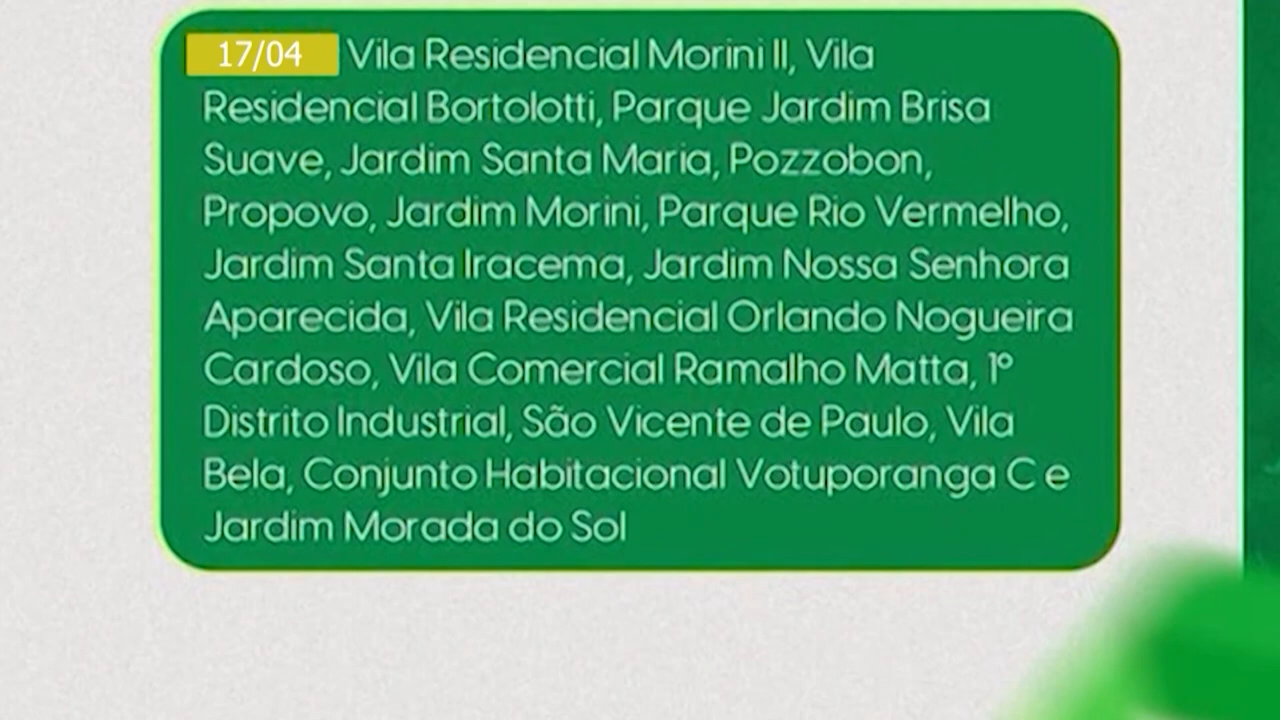 17/04 Vila Residencial Morini II, Vila
Residencial Bortolotti, Parque Jardim Brisa
Suave, Jardim Santa Maria, Pozzobon,
Propovo, Jardim Morini, Parque Rio Vermelho,
Jardim Santa Iracema, Jardim Nossa Senhora
Aparecida, Vila Residencial Orlando Nogueira
Cardoso, Vila Comercial Ramalho Matta, 1º
Distrito Industrial, São Vicente de Paulo, Vila
Bela, Conjunto Habitacional Votuporanga C e
Jardim Morada do Sol